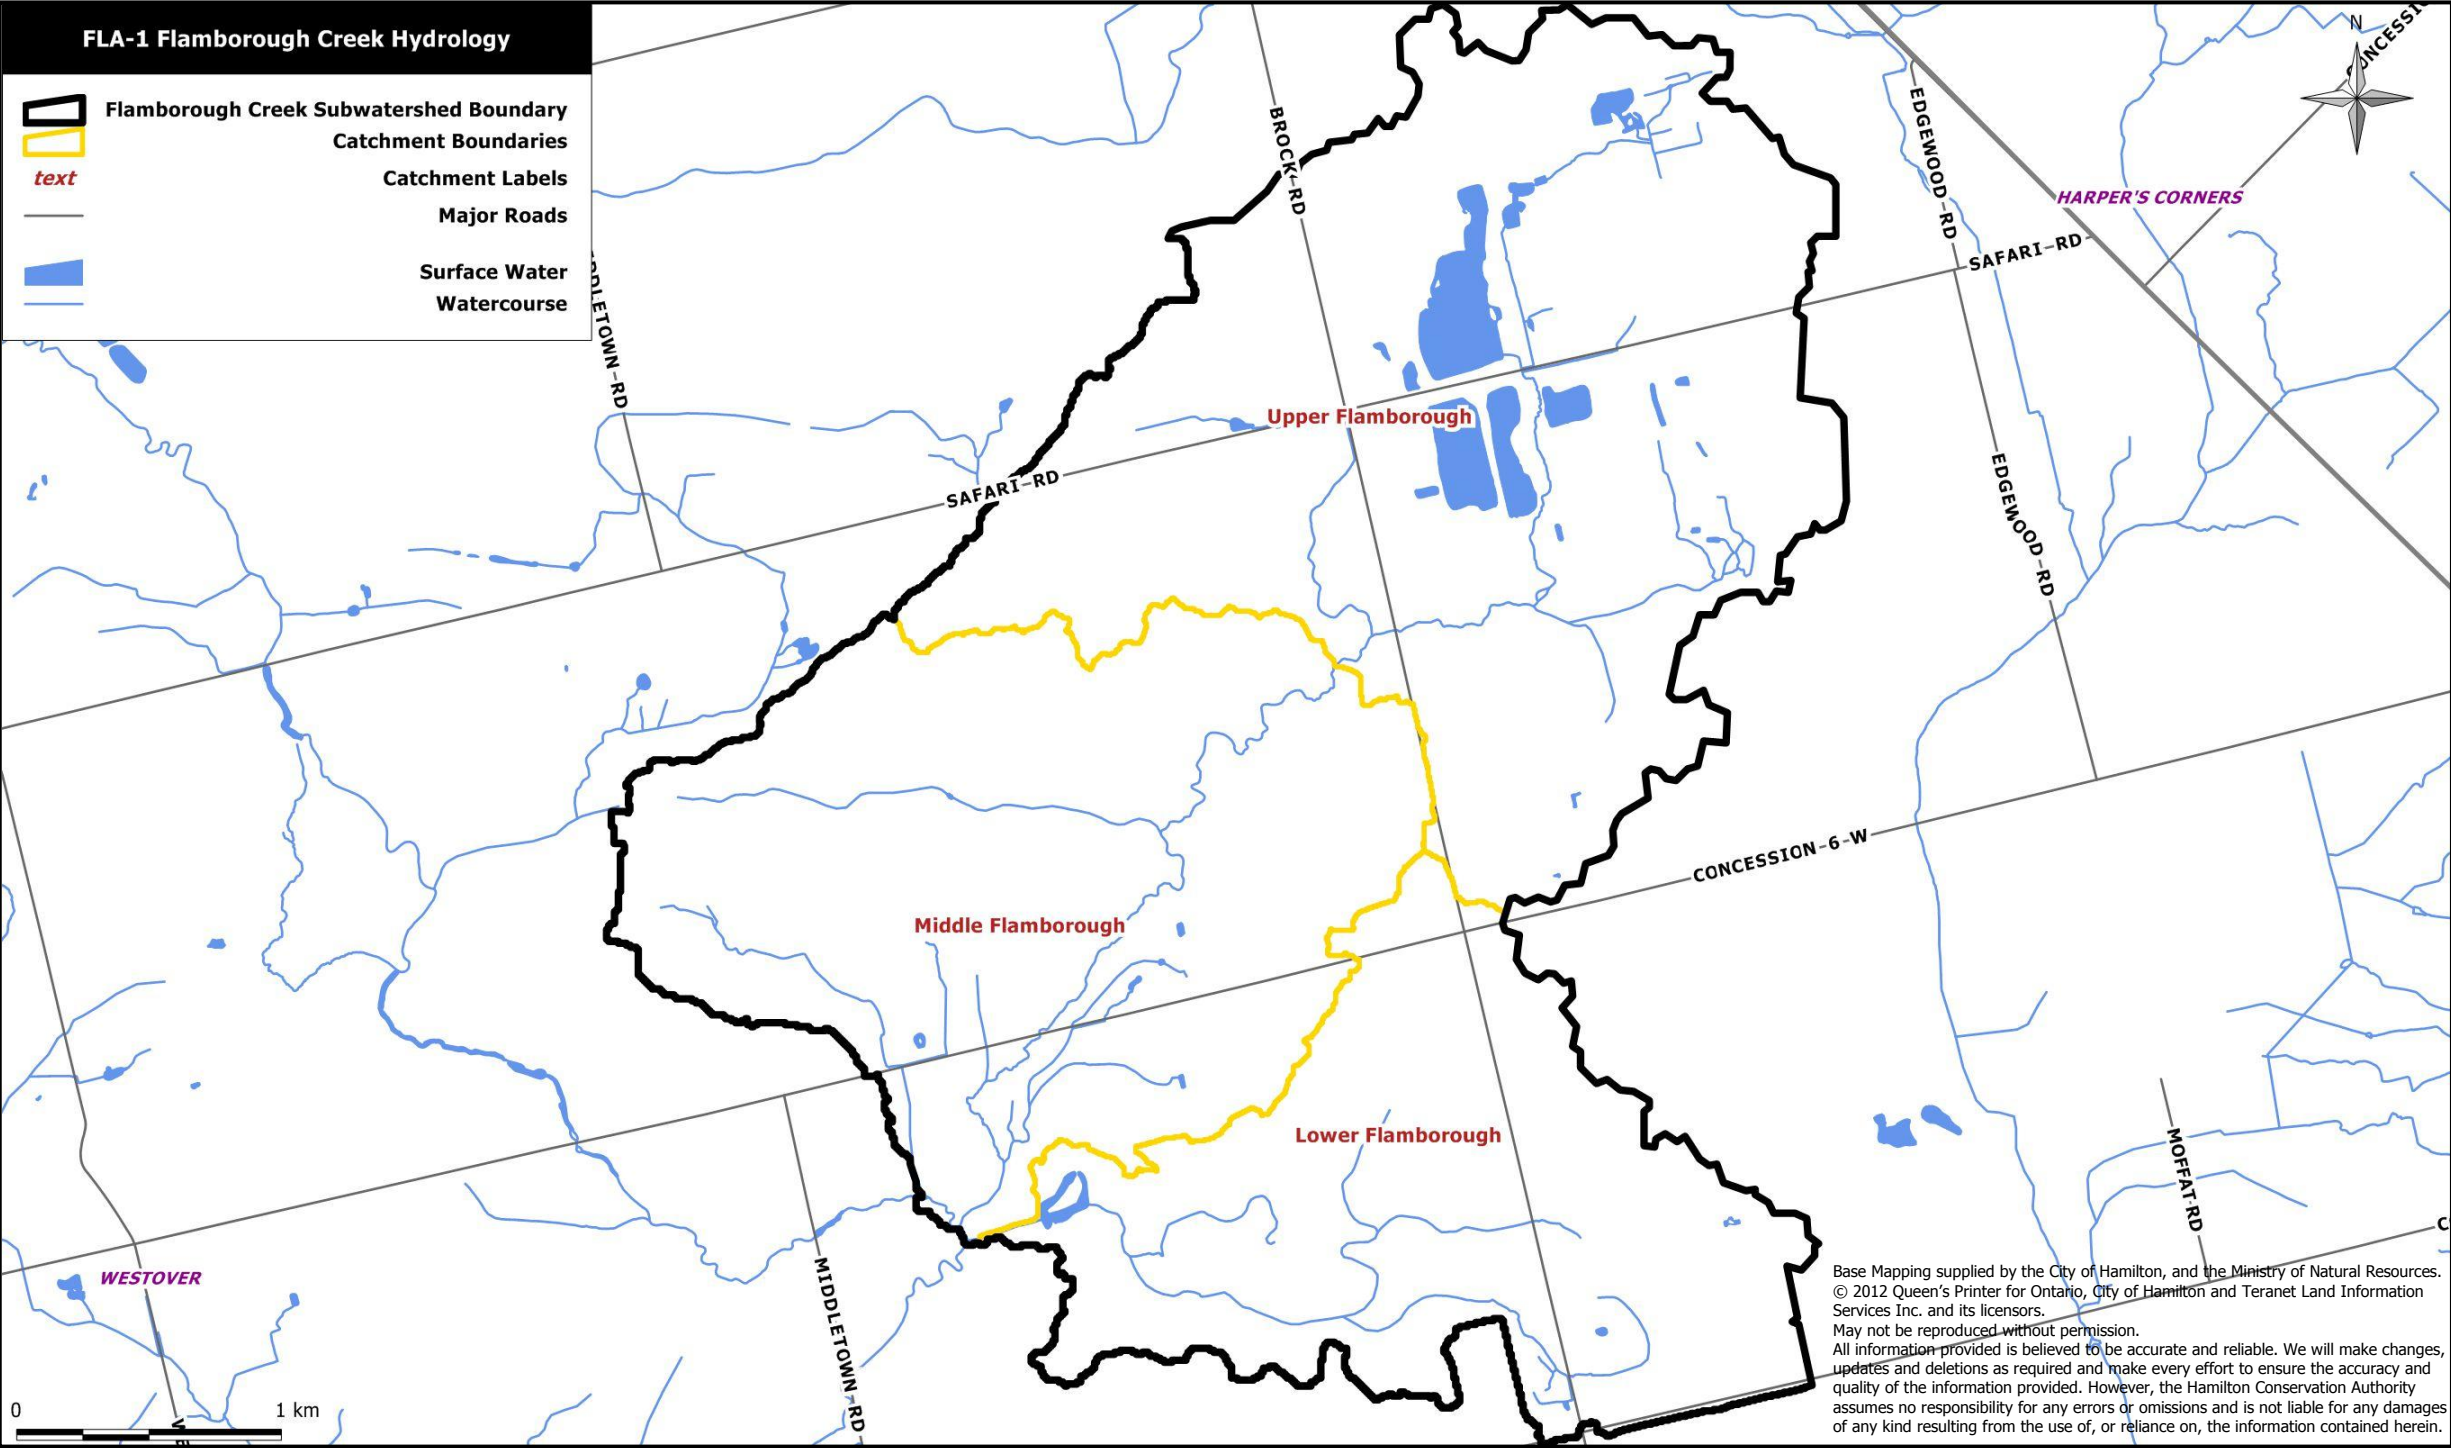 FLA-1 Flamborough Creek Hydrology
Flamborough Creek Subwatershed Boundary
Catchment Boundaries
text
Catchment Labels
Major Roads
Surface Water
Watercourse
N
BROCK RD
EDGEWOOD RD
HARPER'S CORNERS
SAFARI RD
Upper Flamborough
SAFARI RD
EDGEWOOD RD
CONCESSION 6 W
Middle Flamborough
Lower Flamborough
MOFFAT RD
WESTOVER
MIDDLETOWN RD
0 1 km
Base Mapping supplied by the City of Hamilton, and the Ministry of Natural Resources.
© 2012 Queen's Printer for Ontario, City of Hamilton and Teranet Land Information
Services Inc. and its licensors.
May not be reproduced without permission.
All information provided is believed to be accurate and reliable. We will make changes,
updates and deletions as required and make every effort to ensure the accuracy and
quality of the information provided. However, the Hamilton Conservation Authority
assumes no responsibility for any errors or omissions and is not liable for any damages
of any kind resulting from the use of, or reliance on, the information contained herein.